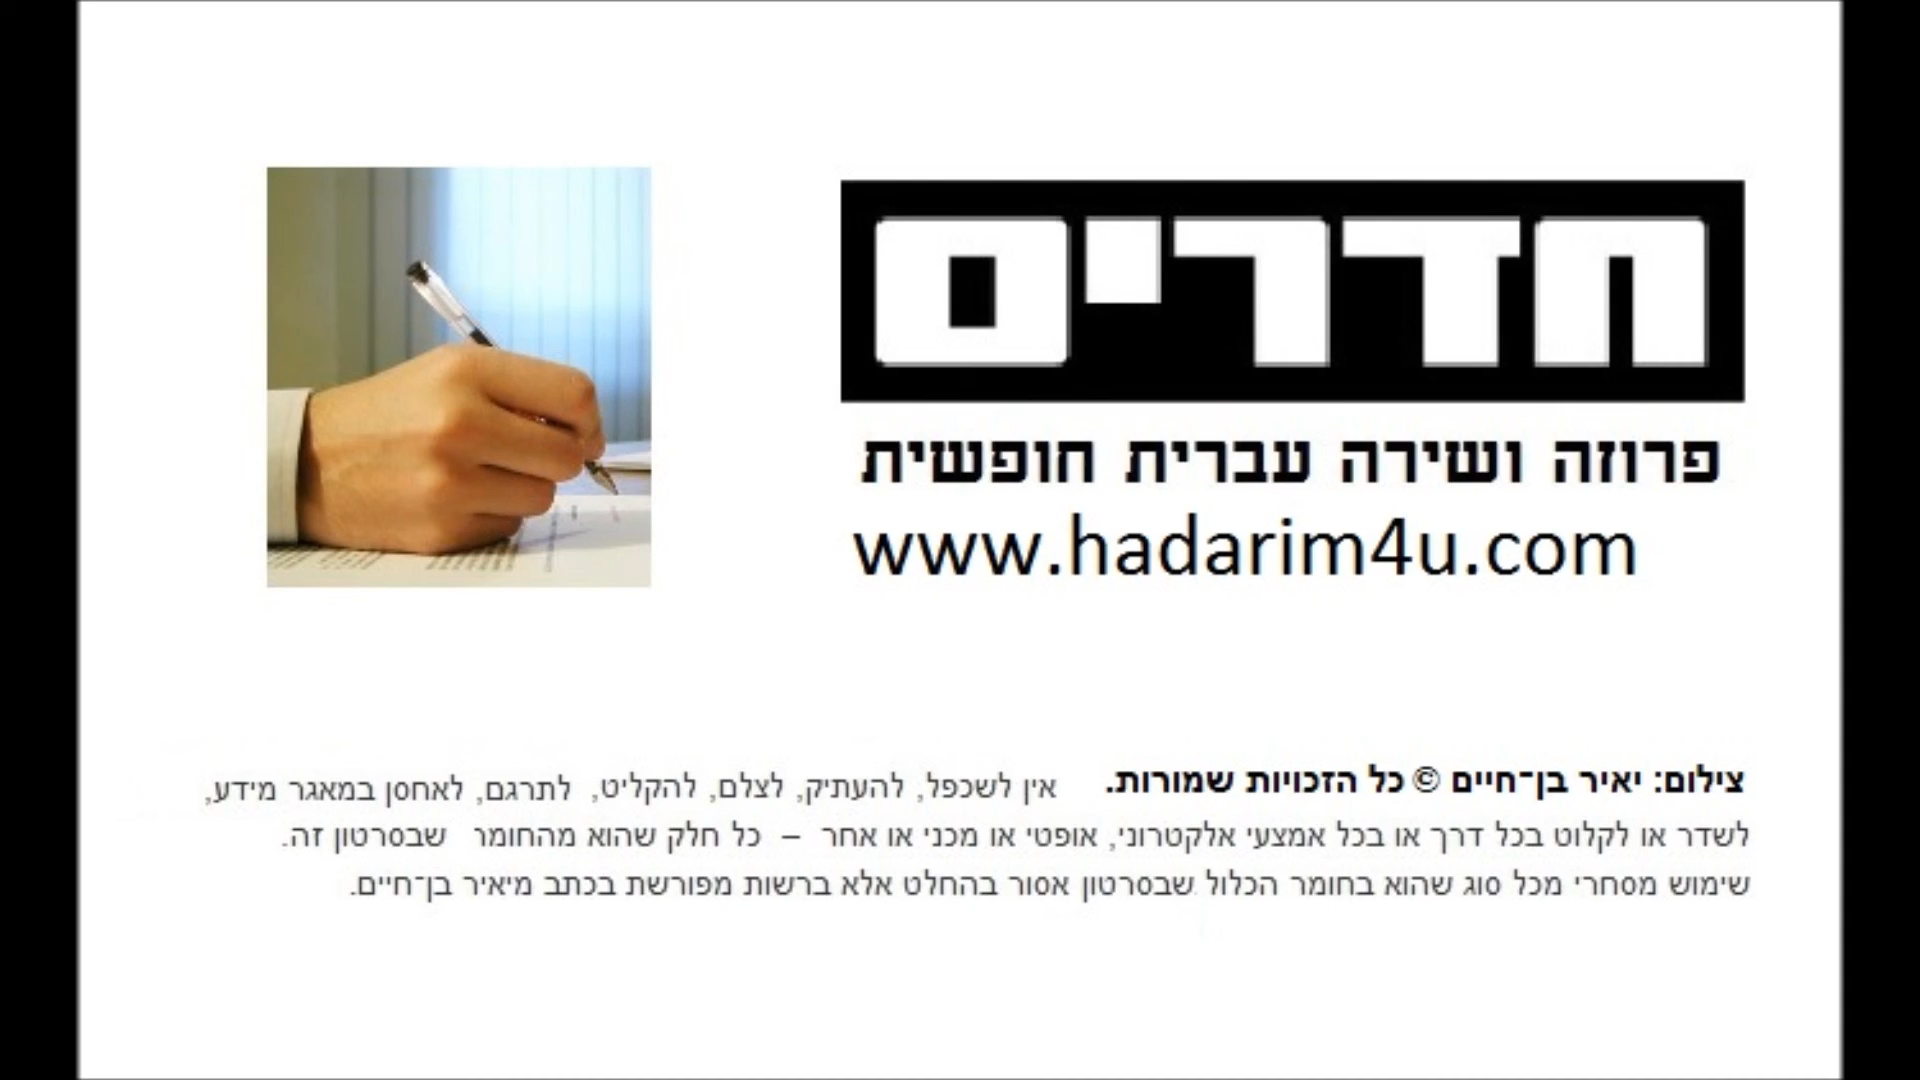 חדרים
פרוזה ושירה עברית חופשית
www.hadarim4u.com
צילום: יאיר בן־חיים © כל הזכויות שמורות. אין לשכפל, להעתיק, לצלם, להקליט, לתרגם, לאחסן במאגר מידע,
לשדר או לקלוט בכל דרך או בכל אמצעי אלקטרוני, אופטי או מכני או אחר – כל חלק שהוא מהחומר שבסרטון זה.
שימוש מסחרי מכל סוג שהוא בחומר הכלול שבסרטון אסור בהחלט אלא ברשות מפורשת בכתב מיאיר בן־חיים.